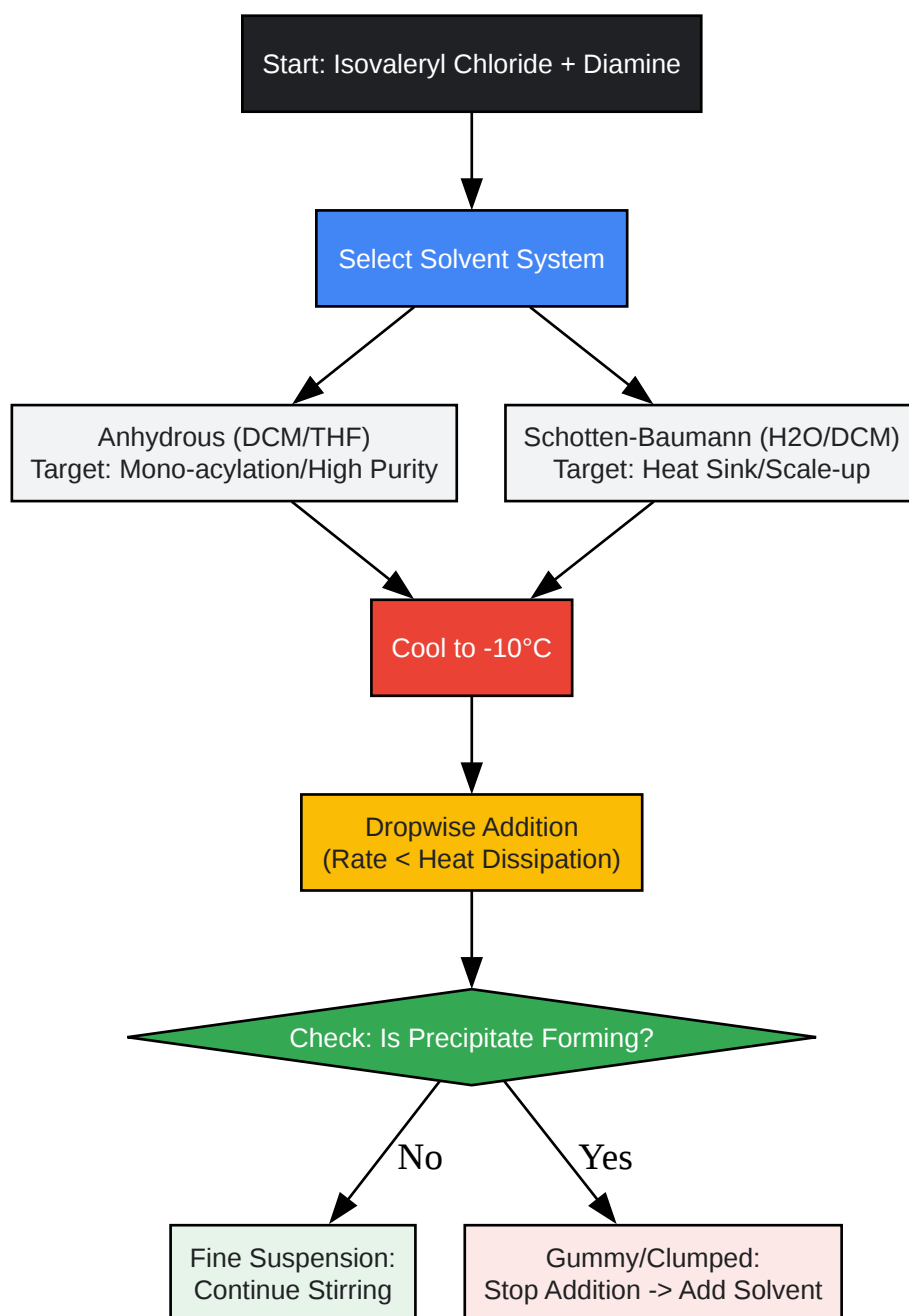 Start: Isovaleryl Chloride + Diamine
Select Solvent System
Anhydrous (DCM/THF)
Target: Mono-acylation/High Purity
Schotten-Baumann (H2O/DCM)
Target: Heat Sink/Scale-up
Cool to -10°C
Dropwise Addition
(Rate < Heat Dissipation)
Check: Is Precipitate Forming?
No
Yes
Fine Suspension:
Continue Stirring
Gummy/Clumped:
Stop Addition -> Add Solvent